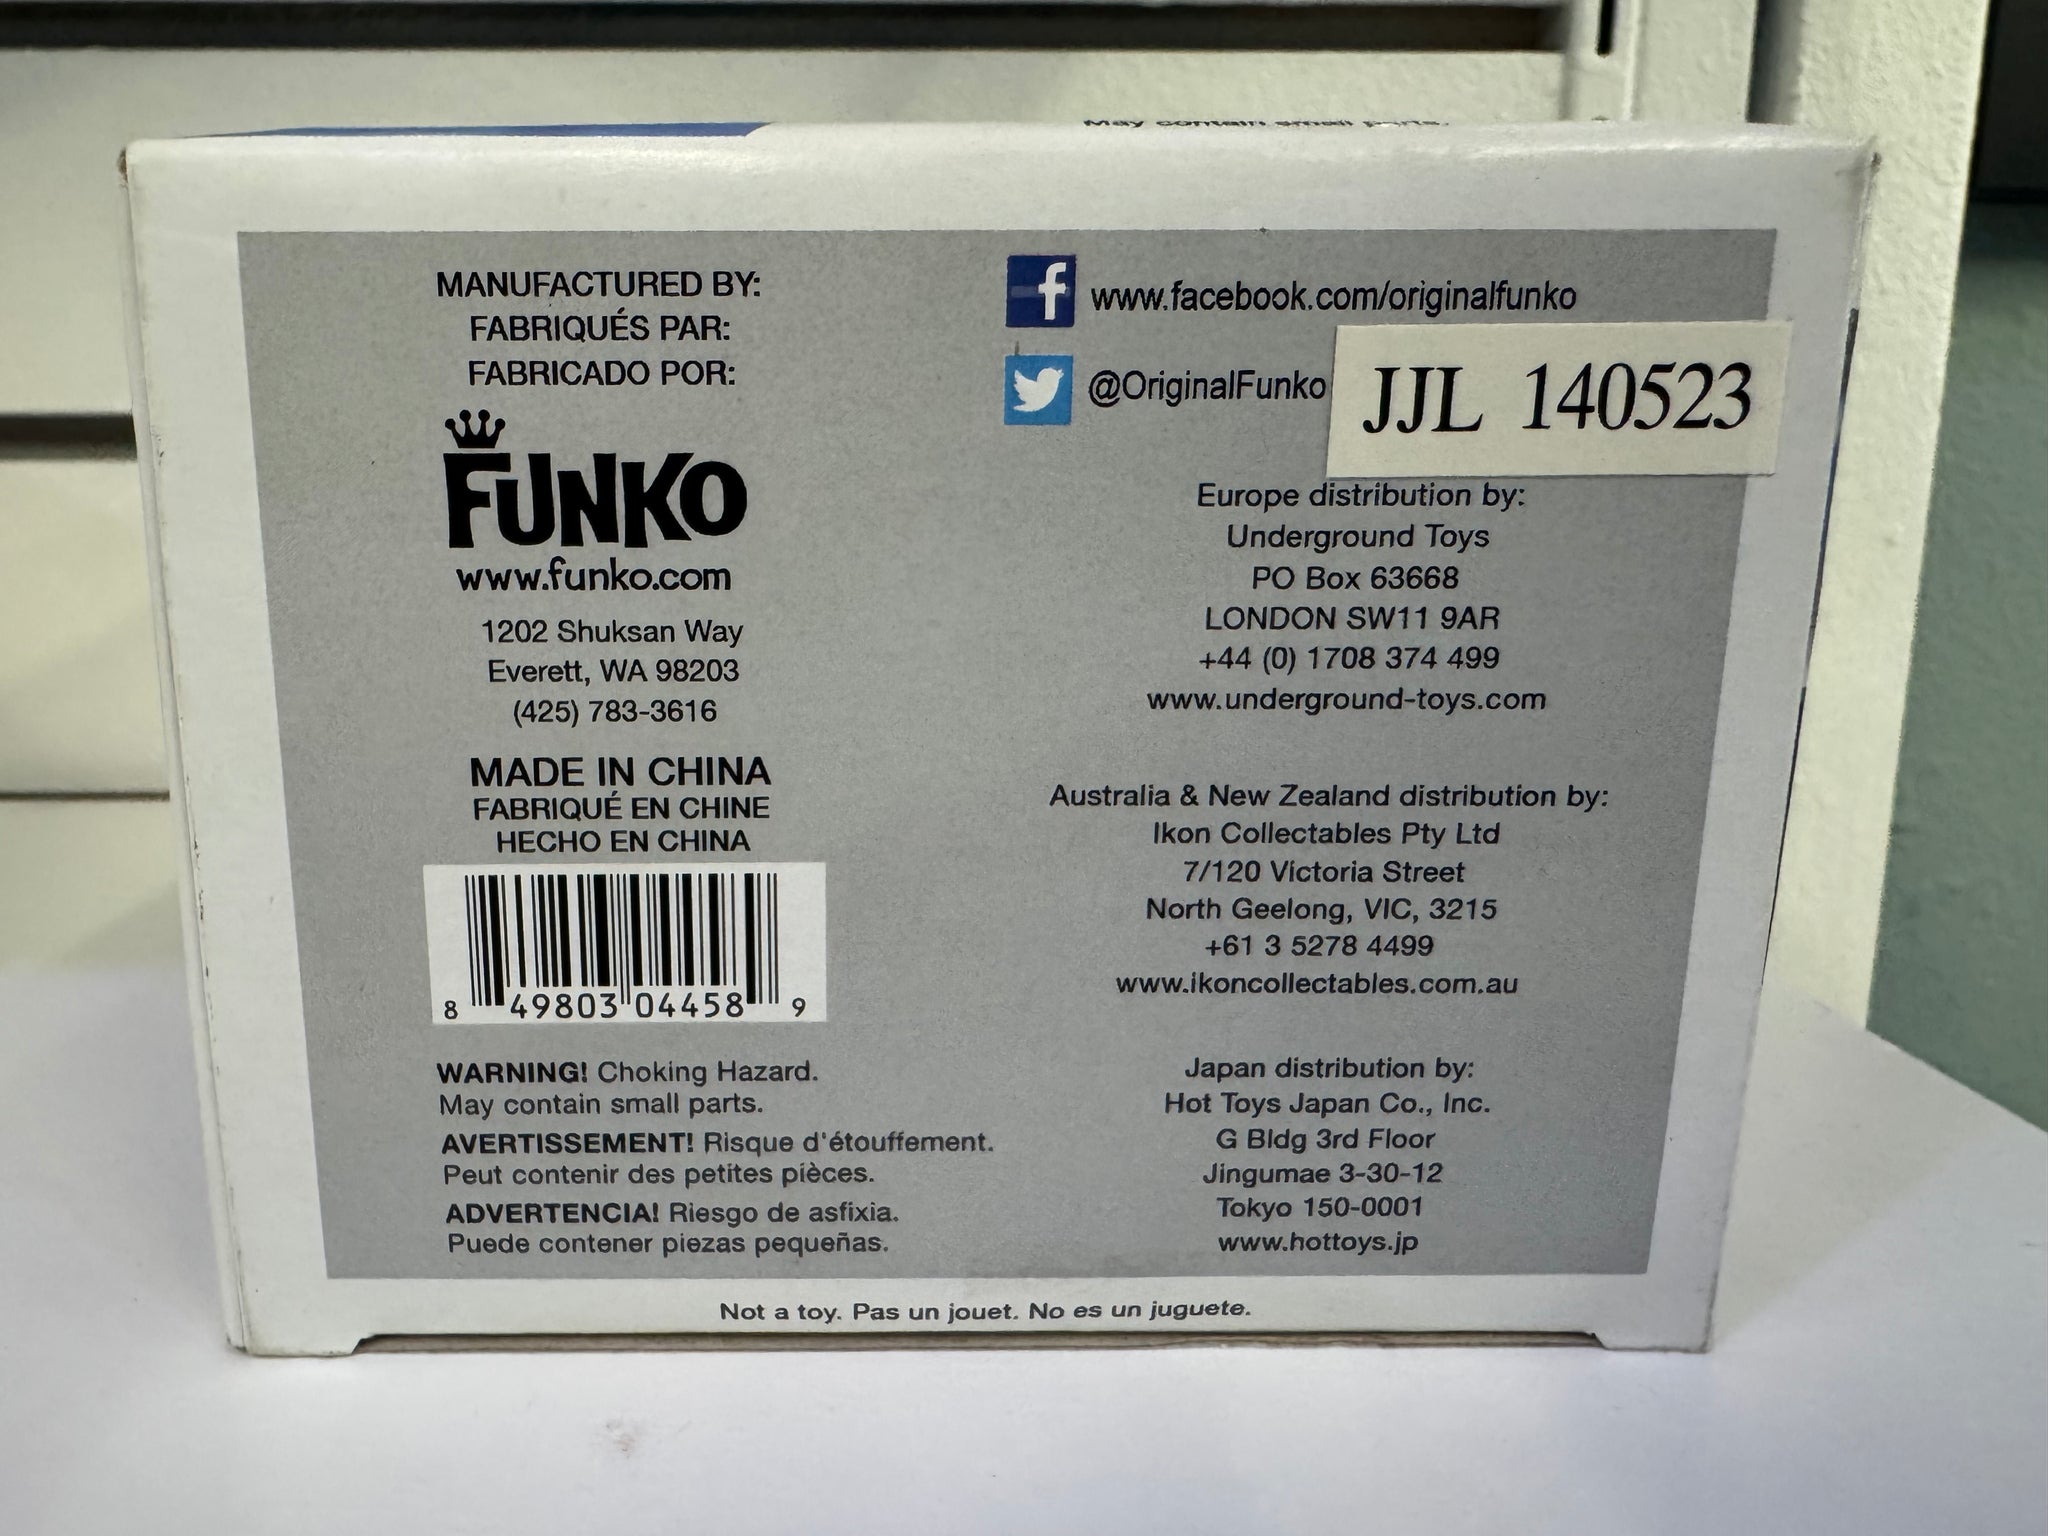 May contain small parts.
MANUFACTURED BY:
FABRIQUÉS PAR:
FABRICADO POR:
FUNKO
www.funko.com
1202 Shuksan Way
Everett, WA 98203
(425) 783-3616
MADE IN CHINA
FABRIQUÉ EN CHINE
HECHO EN CHINA
8 49803 04458 9
WARNING! Choking Hazard.
May contain small parts.
AVERTISSEMENT! Risque d'étouffement.
Peut contenir des petites pièces.
ADVERTENCIA! Riesgo de asfixia.
Puede contener piezas pequeñas.
f www.facebook.com/originalfunko
@OriginalFunko
JJL 140523
Europe distribution by:
Underground Toys
PO Box 63668
LONDON SW11 9AR
+44 (0) 1708 374 499
www.underground-toys.com
Australia & New Zealand distribution by:
Ikon Collectables Pty Ltd
7/120 Victoria Street
North Geelong, VIC, 3215
+61 3 5278 4499
www.ikoncollectables.com.au
Japan distribution by:
Hot Toys Japan Co., Inc.
G Bldg 3rd Floor
Jingumae 3-30-12
Tokyo 150-0001
www.hottoys.jp
Not a toy. Pas un jouet. No es un juguete.